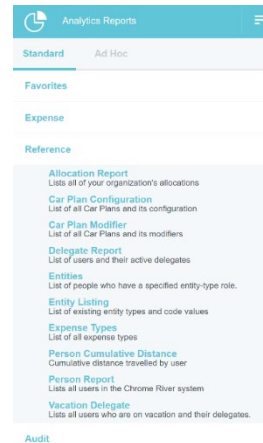 Analytics Reports
Standard Ad Hoc
Favorites
Expense
Reference
Allocation Report
Lists all of your organization's allocations
Car Plan Configuration
List of all Car Plans and its configuration
Car Plan Modifier
List of all Car Plans and its modifiers
Delegate Report
List of users and their active delegates
Entities
List of people who have a specified entity-type role.
Entity Listing
List of existing entity types and code values
Expense Types
List of all expense types
Person Cumulative Distance
Cumulative distance travelled by user
Person Report
Lists all users in the Chrome River system
Vacation Delegate
Lists all users who are on vacation and their delegates.
Audit